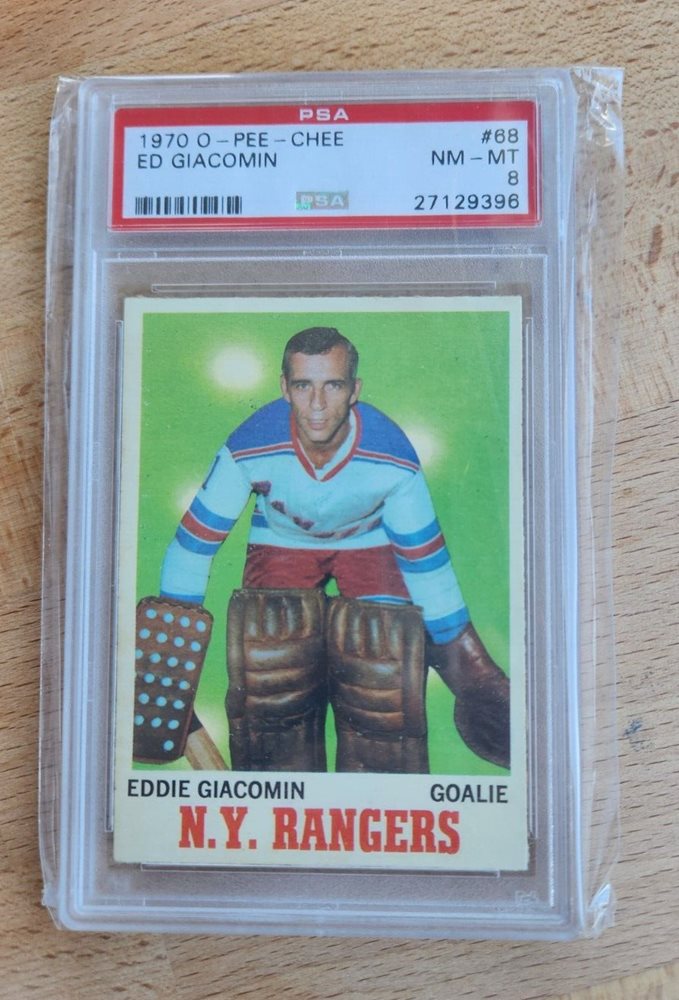 PSA
1970 O-PEE-CHEE #68
ED GIACOMIN NM-MT
8
PSA 27129396
EDDIE GIACOMIN GOALIE
N.Y. RANGERS